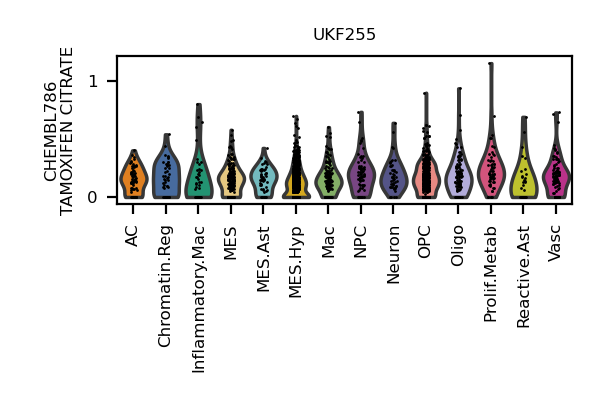 UKF255
CHEMBL786
TAMOXIFEN CITRATE
1
0
AC
Chromatin.Reg
Inflammatory.Mac
MES
MES.Ast
MES.Hyp
Mac
NPC
Neuron
OPC
Oligo
Prolif.Metab
Reactive.Ast
Vasc